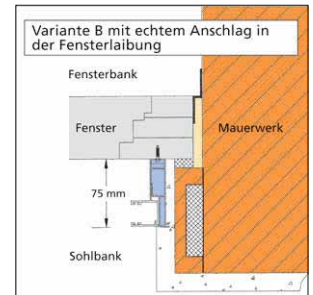 Variante B mit echtem Anschlag in
der Fensterlaibung
Fensterbank
Fenster
Mauerwerk
75 mm
Sohlbank